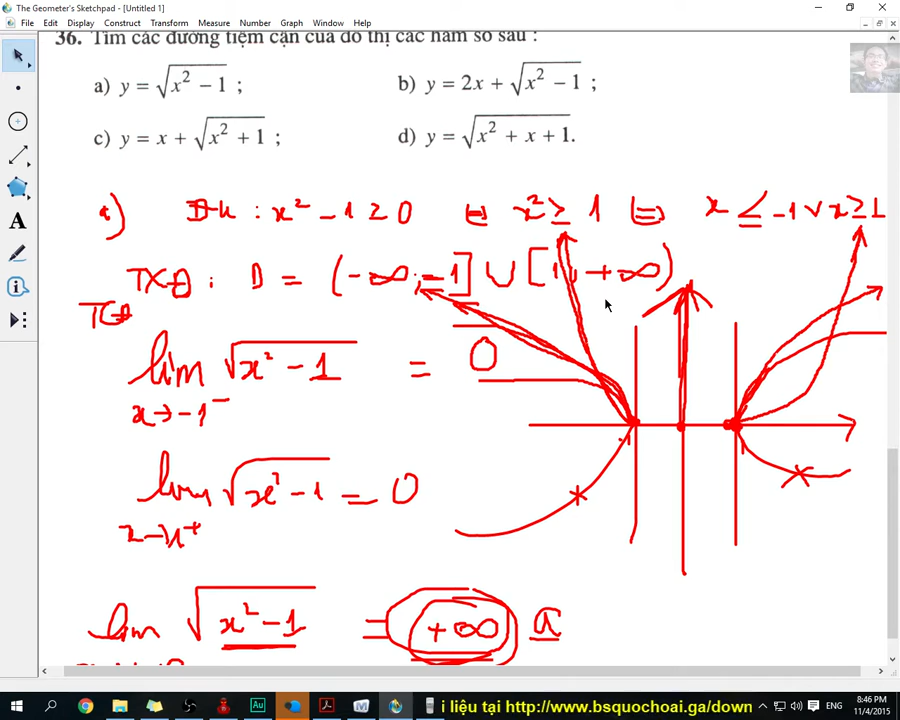 The Geometer's Sketchpad - [Untitled 1]
File Edit Display Construct Transform Measure Number Graph Window Help
36. Tìm các đường tiệm cận của đồ thị các hàm số sau :
a) y = √(x² − 1) ; b) y = 2x + √(x² − 1) ;
c) y = x + √(x² + 1) ; d) y = √(x² + x + 1).
a) ĐK : x² − 1 ≥ 0 ⇔ x² ≥ 1 ⇔ x ≤ −1 ∨ x ≥ 1
TXĐ : D = (−∞ ; −1] ∪ [1 ; +∞)
TCĐ
lim √(x² − 1) = 0
x → −1⁻
lim √(x² − 1) = 0
x → 1⁺
lim √(x² − 1) = +∞ a
i liệu tại http://www.bsquochoai.ga/down
ENG
8:46 PM
11/4/2015